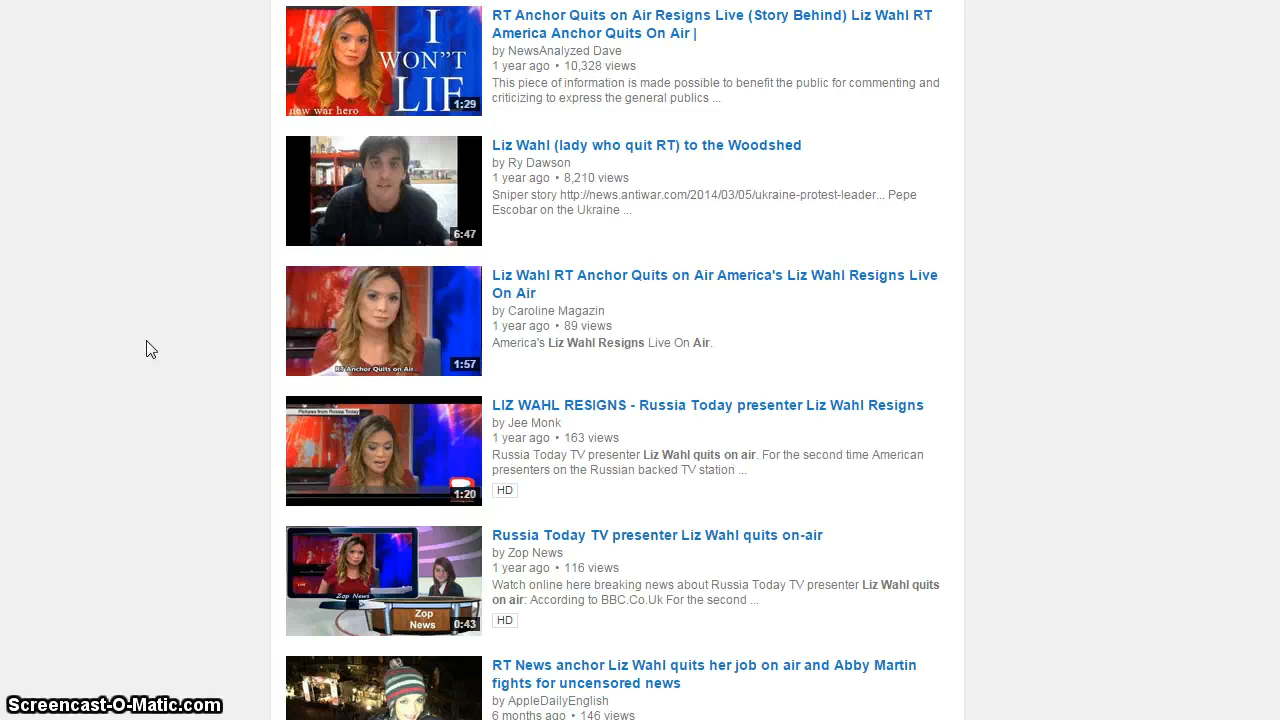 I
WON"T
LIE
new war hero
1:29
RT Anchor Quits on Air Resigns Live (Story Behind) Liz Wahl RT
America Anchor Quits On Air |
by NewsAnalyzed Dave
1 year ago • 10,328 views
This piece of information is made possible to benefit the public for commenting and
criticizing to express the general publics ...
6:47
Liz Wahl (lady who quit RT) to the Woodshed
by Ry Dawson
1 year ago • 8,210 views
Sniper story http://news.antiwar.com/2014/03/05/ukraine-protest-leader... Pepe
Escobar on the Ukraine ...
RT Anchor Quits on Air
1:57
Liz Wahl RT Anchor Quits on Air America's Liz Wahl Resigns Live
On Air
by Caroline Magazin
1 year ago • 89 views
America's Liz Wahl Resigns Live On Air.
Pictures from Russia Today
1:20
LIZ WAHL RESIGNS - Russia Today presenter Liz Wahl Resigns
by Jee Monk
1 year ago • 163 views
Russia Today TV presenter Liz Wahl quits on air. For the second time American
presenters on the Russian backed TV station ...
HD
LIVE
Zop News
Zop
News
0:43
Russia Today TV presenter Liz Wahl quits on-air
by Zop News
1 year ago • 116 views
Watch online here breaking news about Russia Today TV presenter Liz Wahl quits
on air: According to BBC.Co.Uk For the second ...
HD
RT News anchor Liz Wahl quits her job on air and Abby Martin
fights for uncensored news
by AppleDailyEnglish
6 months ago • 146 views
Screencast-O-Matic.com